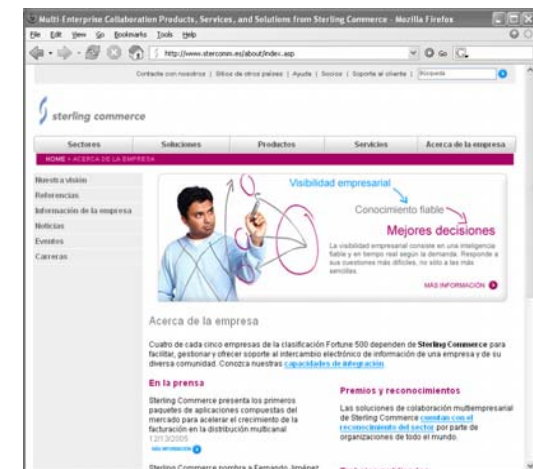 Multi-Enterprise Collaboration Products, Services, and Solutions from Sterling Commerce - Mozilla Firefox
File Edit View Go Bookmarks Tools Help
http://www.stercomm.es/about/index.asp Go
Contacte con nosotros | Sitios de otros países | Ayuda | Socios | Soporte al cliente | Búsqueda
sterling commerce
Sectores Soluciones Productos Servicios Acerca de la empresa
HOME > ACERCA DE LA EMPRESA
Nuestra visión
Referencias
Información de la empresa
Noticias
Eventos
Carreras
Visibilidad empresarial
Conocimiento fiable
Mejores decisiones
La visibilidad empresarial consiste en una inteligencia
fiable y en tiempo real según la demanda. Responde a
sus cuestiones más difíciles, no sólo a las más
sencillas.
MÁS INFORMACIÓN
Acerca de la empresa
Cuatro de cada cinco empresas de la clasificación Fortune 500 dependen de Sterling Commerce para
facilitar, gestionar y ofrecer soporte al intercambio electrónico de información de una empresa y de su
diversa comunidad. Conozca nuestras capacidades de integración.
En la prensa
Sterling Commerce presenta los primeros
paquetes de aplicaciones compuestas del
mercado para acelerar el crecimiento de la
facturación en la distribución multicanal
12/13/2005
MÁS INFORMACIÓN
Sterling Commerce nombra a Fernando Jiménez
Premios y reconocimientos
Las soluciones de colaboración multiempresarial
de Sterling Commerce cuentan con el
reconocimiento del sector por parte de
organizaciones de todo el mundo.